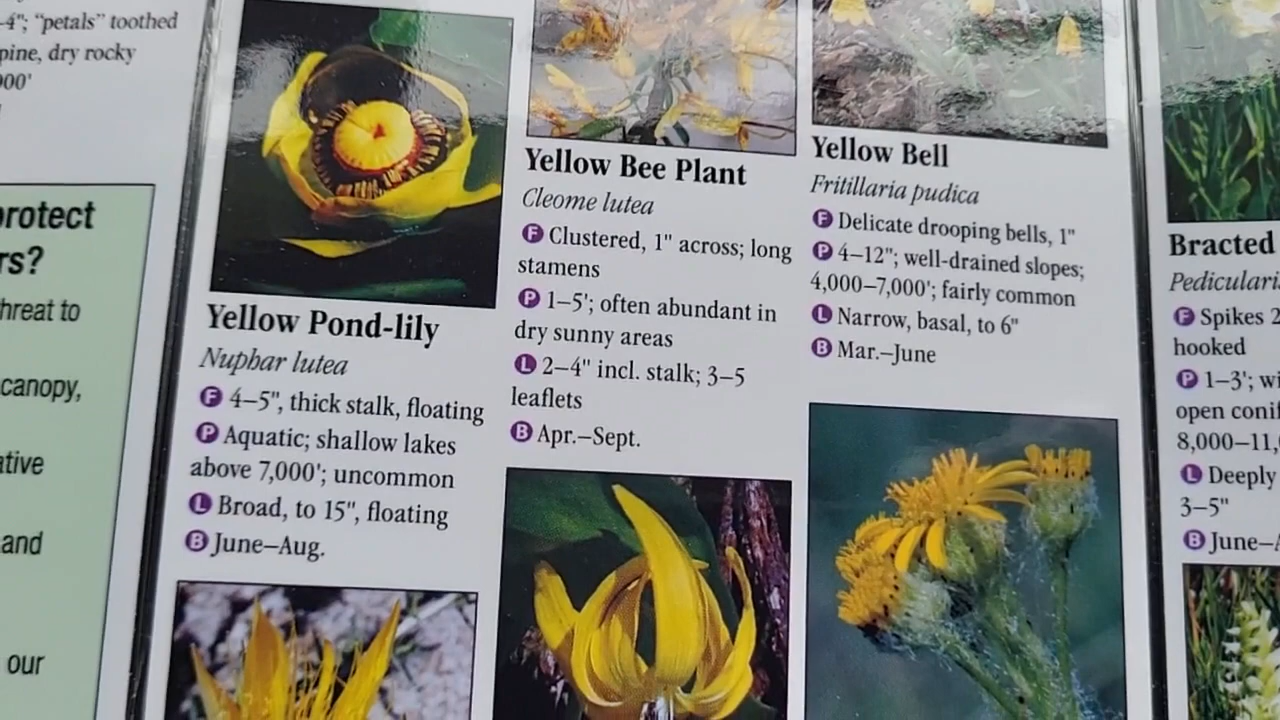 -4"; “petals” toothed
pine, dry rocky
000'
protect
rs?
threat to
canopy,
ative
and
our
Yellow Pond-lily
Nuphar lutea
F 4–5", thick stalk, floating
P Aquatic; shallow lakes
above 7,000'; uncommon
L Broad, to 15", floating
B June–Aug.
Yellow Bee Plant
Cleome lutea
F Clustered, 1" across; long
stamens
P 1–5'; often abundant in
dry sunny areas
L 2–4" incl. stalk; 3–5
leaflets
B Apr.–Sept.
Yellow Bell
Fritillaria pudica
F Delicate drooping bells, 1"
P 4–12"; well-drained slopes;
4,000–7,000'; fairly common
L Narrow, basal, to 6"
B Mar.–June
Bracted
Pedicularis
F Spikes 2
hooked
P 1–3'; wi
open conif
8,000–11,
L Deeply
3–5"
B June–A